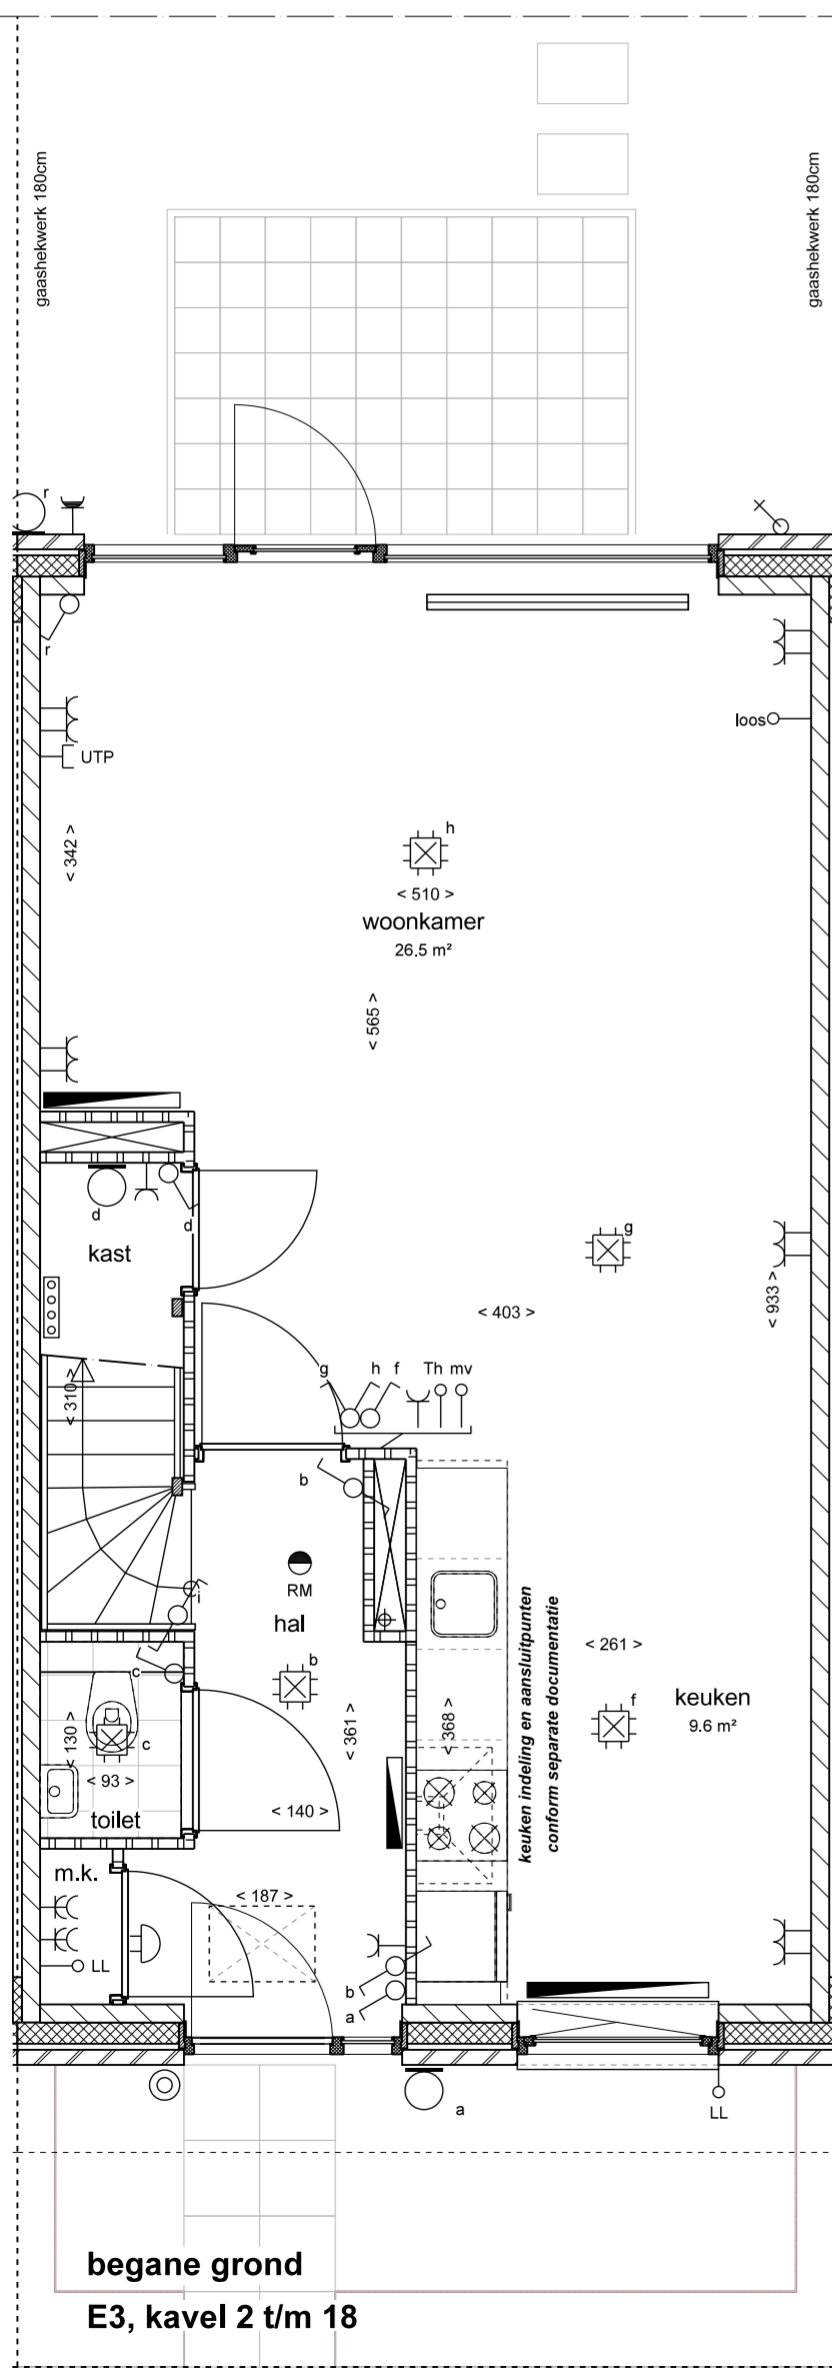 gaashekwerk 180cm
gaashekwerk 180cm
r
r
UTP
loos
< 342 >
h
< 510 >
woonkamer
26.5 m²
< 565 >
d
d
kast
g
< 933 >
< 403 >
< 310 >
g h f Th mv
b
RM
i
hal
keuken indeling en aansluitpunten
conform separate documentatie
< 261 >
c
b
f
keuken
9.6 m²
< 130 >
c
< 361 >
< 368 >
< 93 >
toilet
< 140 >
m.k.
< 187 >
LL
b
a
a
LL
begane grond
E3, kavel 2 t/m 18